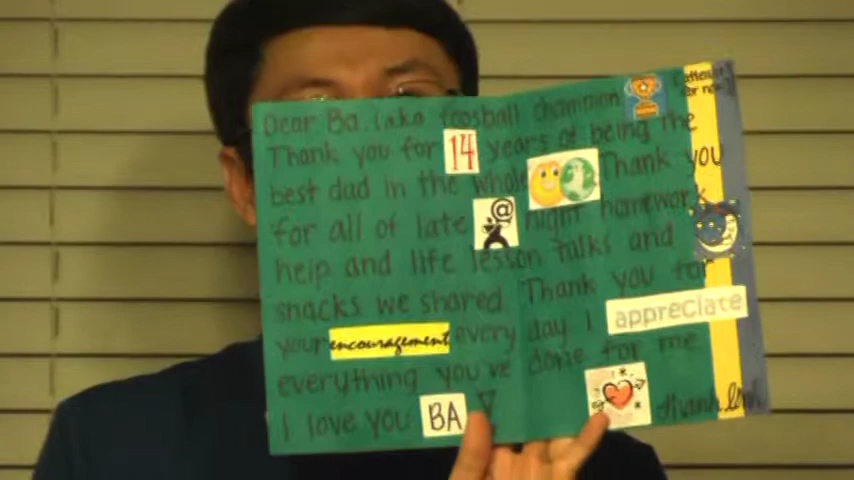 Dear Ba (aka foosball champion
Thank you for 14 years of being the
best dad in the whole Thank you
for all of late @ night homework
help and life lesson talks and
snacks we shared Thank you for
your encouragement every day I appreciate
everything you've done for me
I love you BA